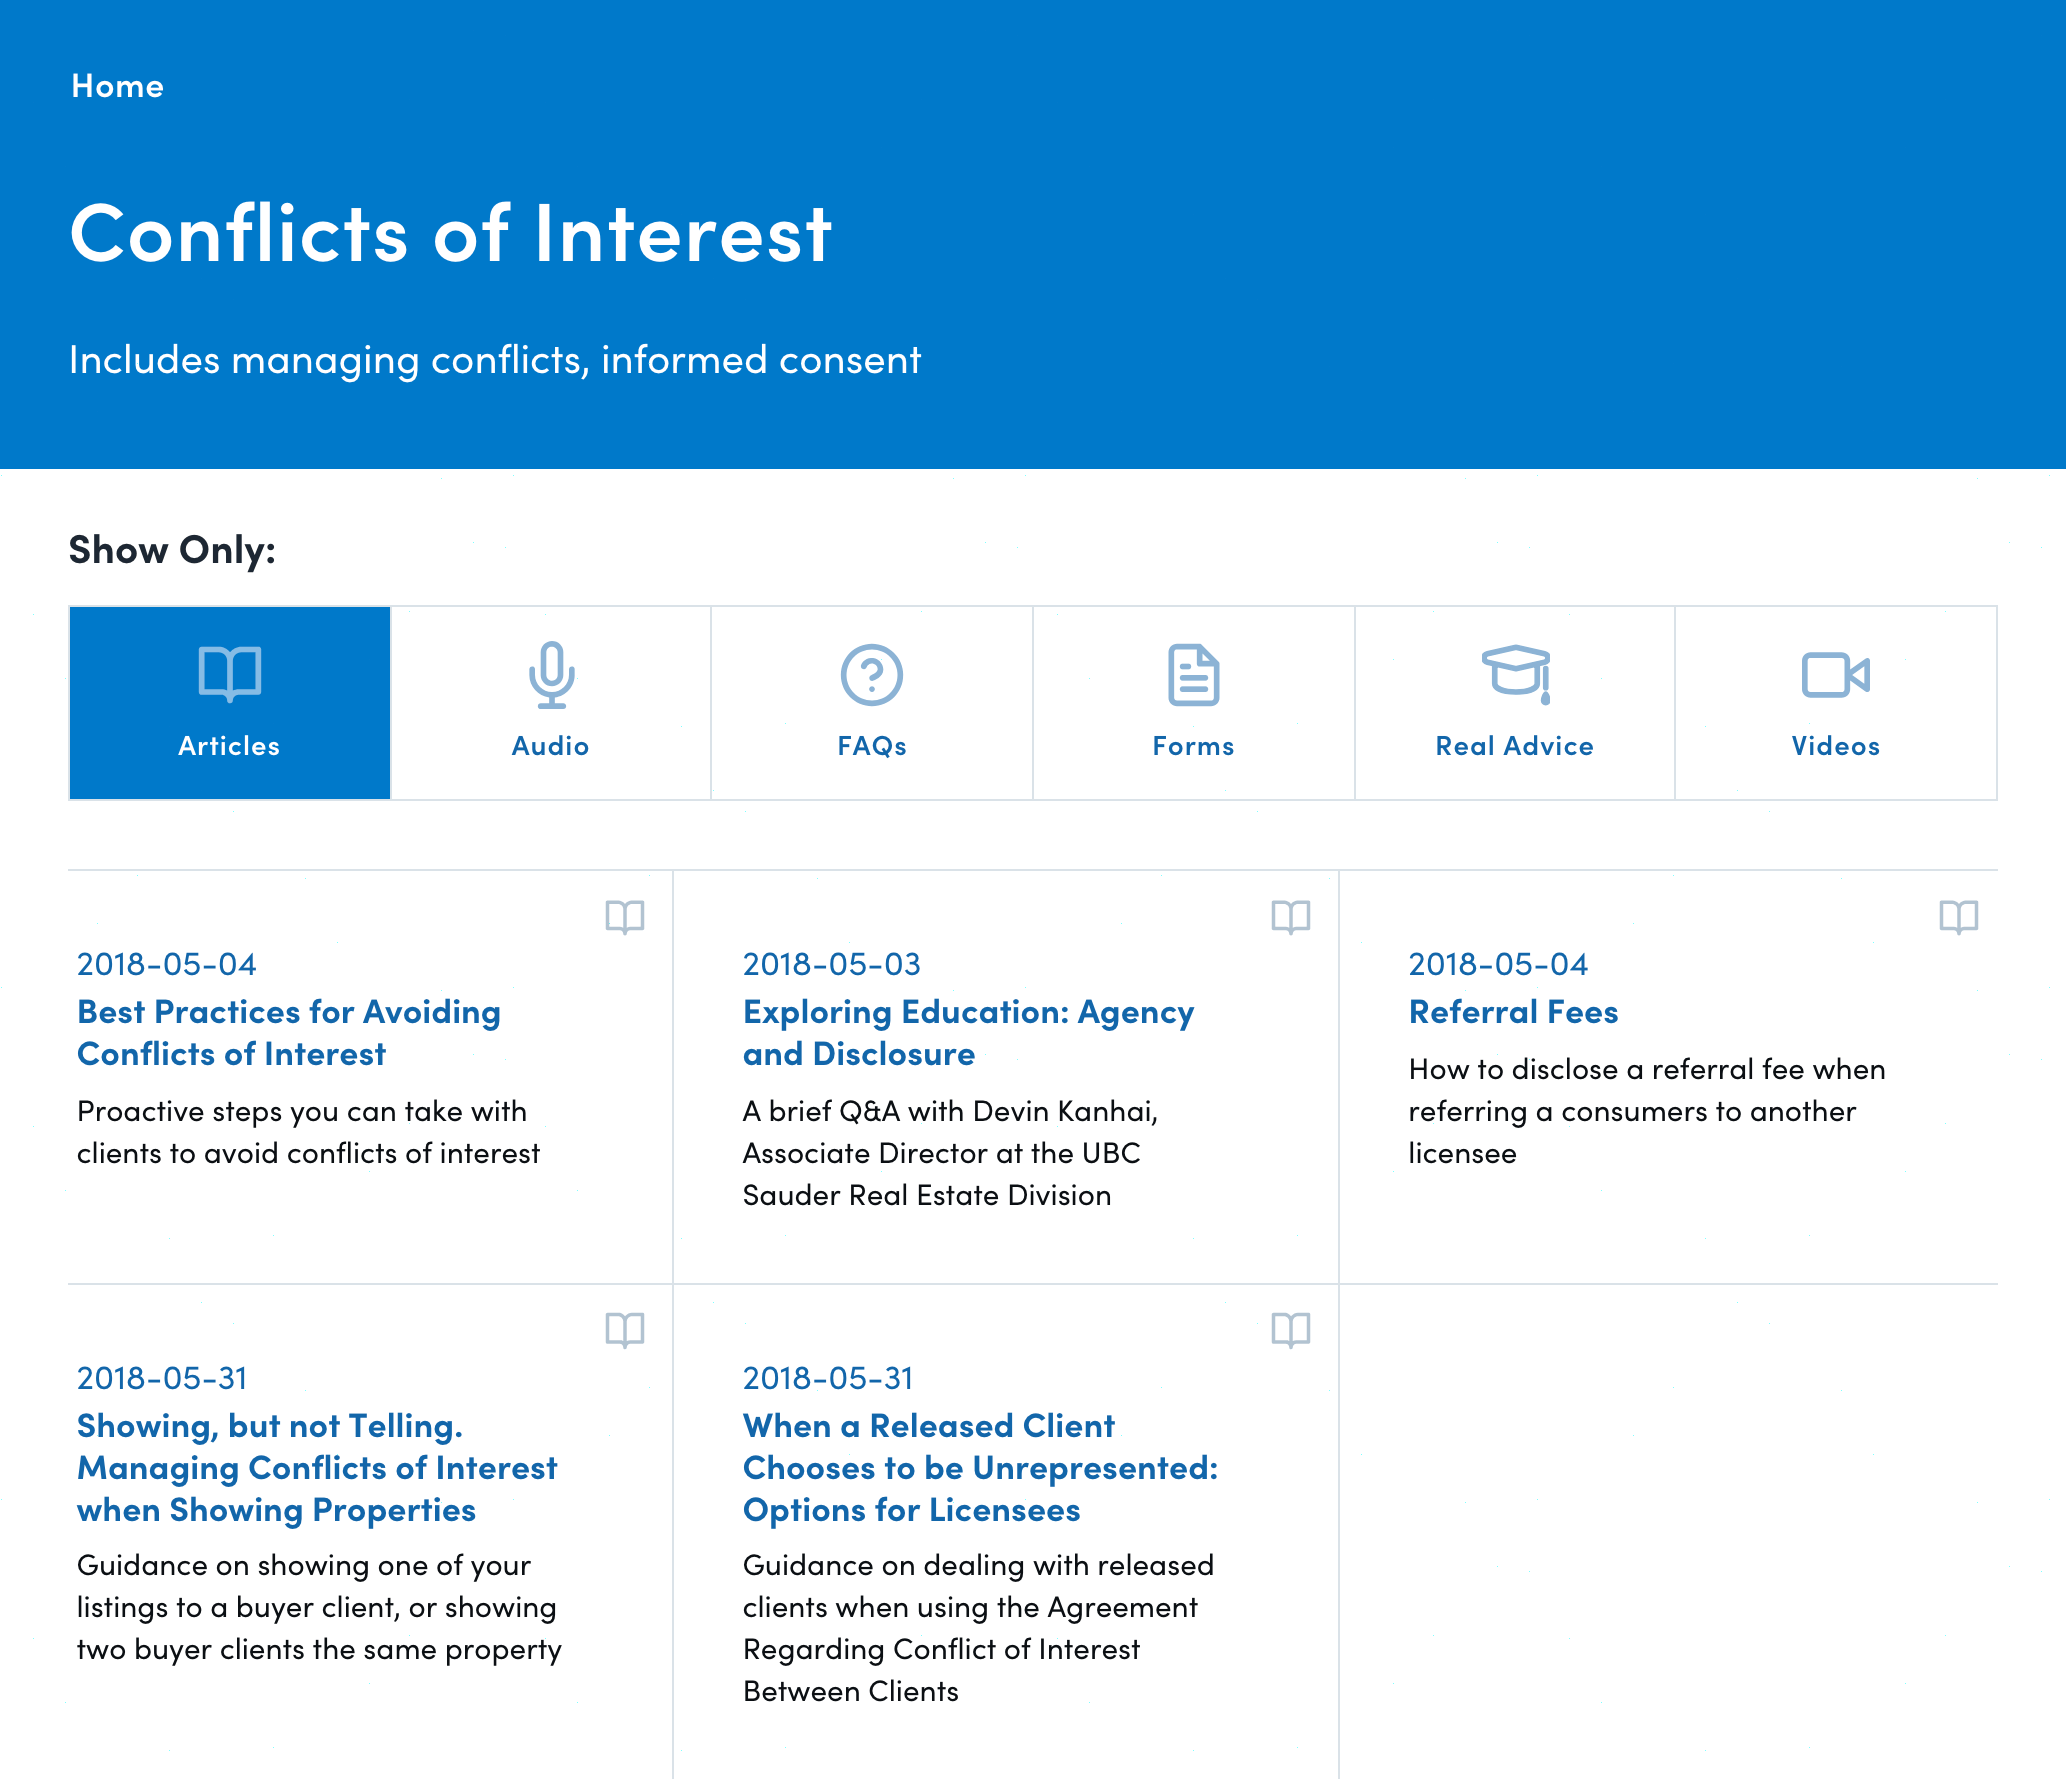 Home
Conflicts of Interest
Includes managing conflicts, informed consent
Show Only:
Articles
Audio
FAQs
Forms
Real Advice
Videos
2018-05-04
Best Practices for Avoiding
Conflicts of Interest
Proactive steps you can take with
clients to avoid conflicts of interest
2018-05-03
Exploring Education: Agency
and Disclosure
A brief Q&A with Devin Kanhai,
Associate Director at the UBC
Sauder Real Estate Division
2018-05-04
Referral Fees
How to disclose a referral fee when
referring a consumers to another
licensee
2018-05-31
Showing, but not Telling.
Managing Conflicts of Interest
when Showing Properties
Guidance on showing one of your
listings to a buyer client, or showing
two buyer clients the same property
2018-05-31
When a Released Client
Chooses to be Unrepresented:
Options for Licensees
Guidance on dealing with released
clients when using the Agreement
Regarding Conflict of Interest
Between Clients